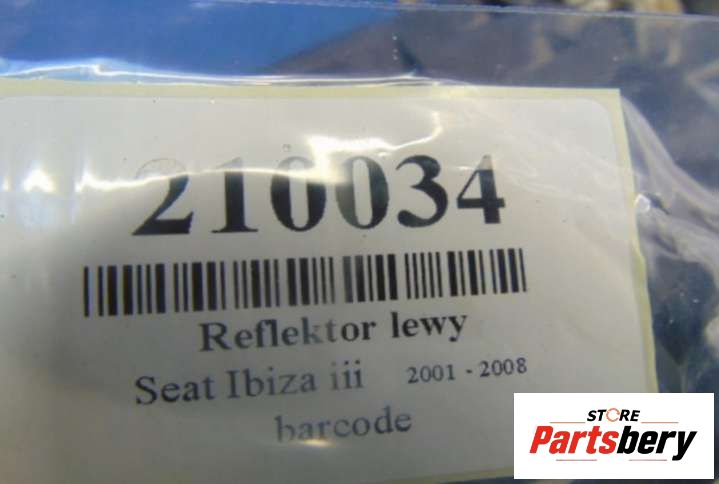 210034
Reflektor lewy
Seat Ibiza iii 2001 - 2008
barcode
STORE
Partsbery